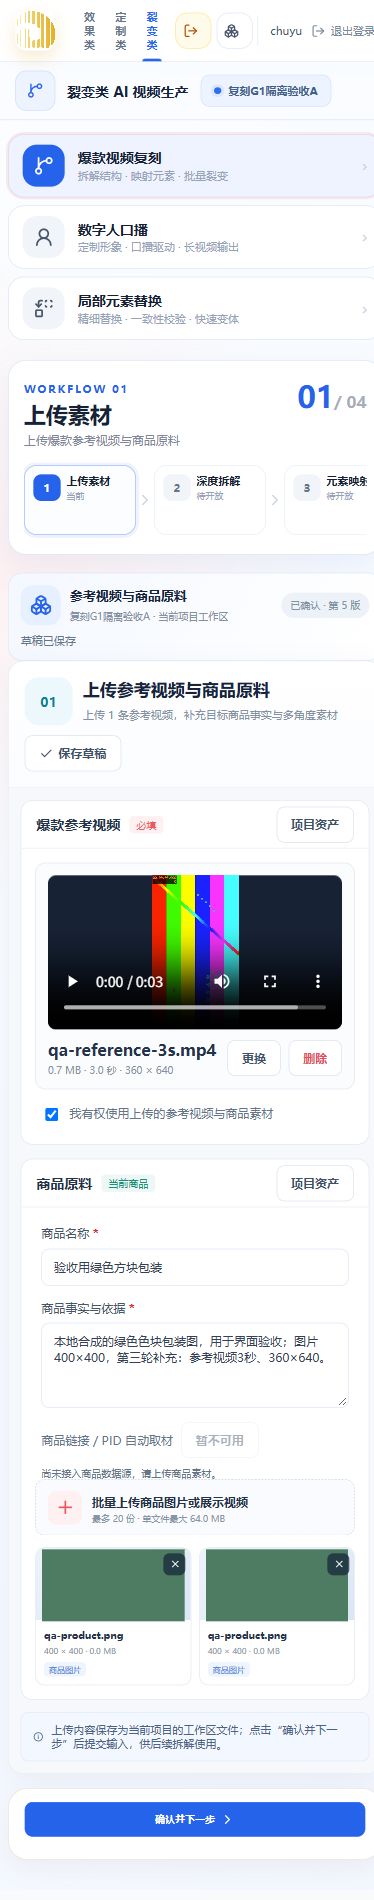 效果类
定制类
裂变类
chuyu
退出登录
裂变类 AI 视频生产
复刻G1隔离验收A
爆款视频复刻
拆解结构 · 映射元素 · 批量裂变
数字人口播
定制形象 · 口播驱动 · 长视频输出
局部元素替换
精细替换 · 一致性校验 · 快速变体
WORKFLOW 01
01 / 04
上传素材
上传爆款参考视频与商品原料
1
上传素材
当前
2
深度拆解
待开放
3
元素映射
待开放
参考视频与商品原料
复刻G1隔离验收A · 当前项目工作区
已确认 · 第 5 版
草稿已保存
01
上传参考视频与商品原料
上传 1 条参考视频，补充目标商品事实与多角度素材
保存草稿
爆款参考视频
必填
项目资产
0:00 / 0:03
qa-reference-3s.mp4
0.7 MB · 3.0 秒 · 360 × 640
更换
删除
我有权使用上传的参考视频与商品素材
商品原料
当前商品
项目资产
商品名称 *
验收用绿色方块包装
商品事实与依据 *
本地合成的绿色色块包装图，用于界面验收；图片
400×400，第三轮补充：参考视频3秒、360×640。
商品链接 / PID 自动取材
暂不可用
尚未接入商品数据源，请上传商品素材。
批量上传商品图片或展示视频
最多 20 份 · 单文件最大 64.0 MB
qa-product.png
400 × 400 · 0.0 MB
商品图片
qa-product.png
400 × 400 · 0.0 MB
商品图片
上传内容保存为当前项目的工作区文件；点击“确认并下一
步”后提交输入，供后续拆解使用。
确认并下一步